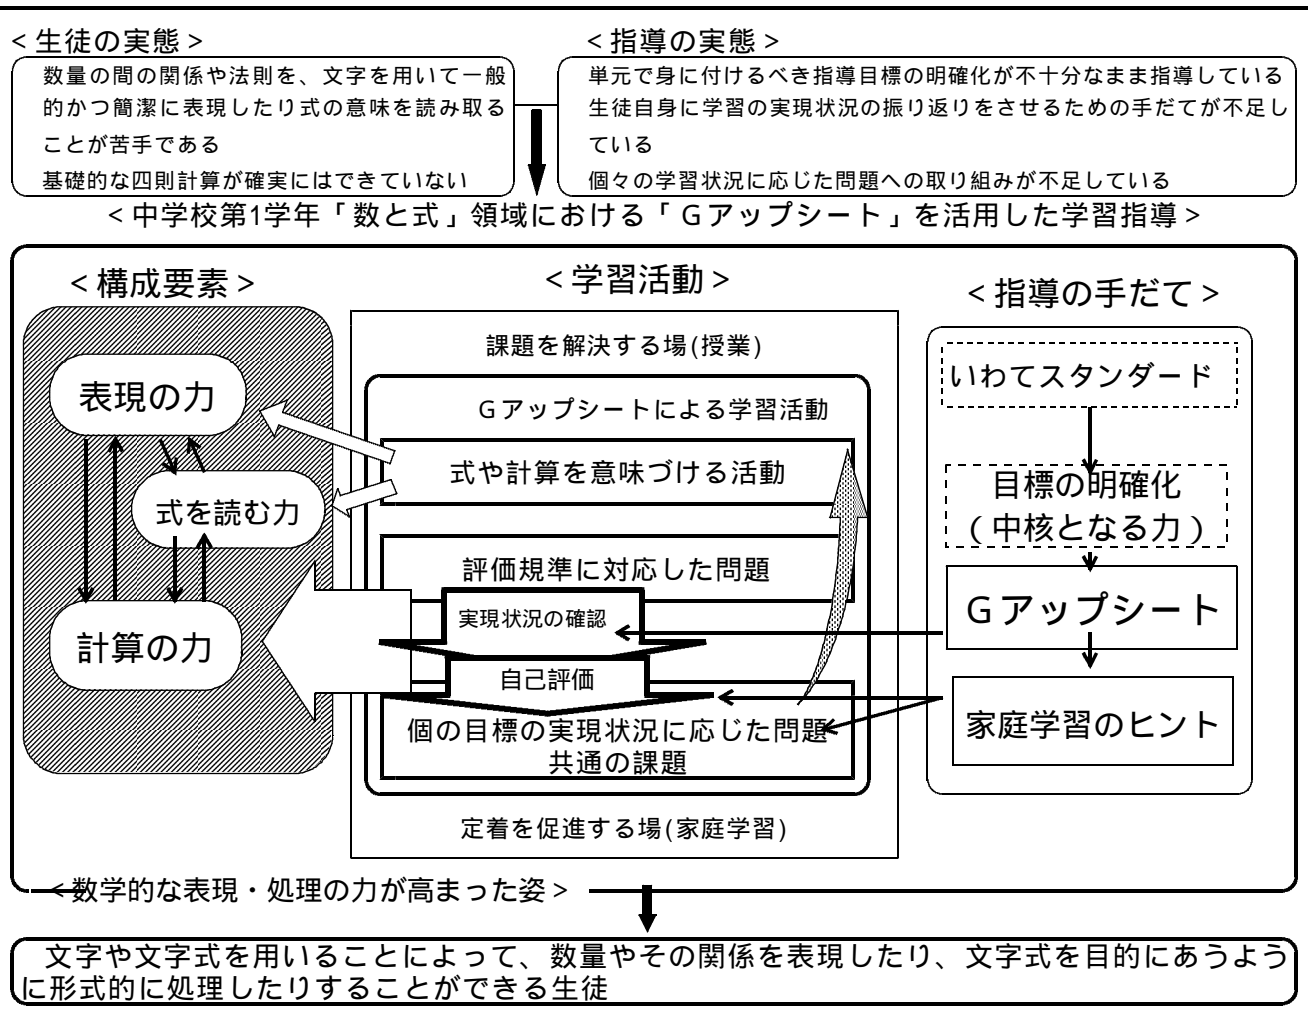 ＜生徒の実態＞
数量の間の関係や法則を、文字を用いて一般
的かつ簡潔に表現したり式の意味を読み取る
ことが苦手である
基礎的な四則計算が確実にはできていない
＜指導の実態＞
単元で身に付けるべき指導目標の明確化が不十分なまま指導している
生徒自身に学習の実現状況の振り返りをさせるための手だてが不足し
ている
個々の学習状況に応じた問題への取り組みが不足している
＜中学校第1学年「数と式」領域における「Ｇアップシート」を活用した学習指導＞
＜構成要素＞
表現の力
式を読む力
計算の力
＜学習活動＞
課題を解決する場(授業)
Ｇアップシートによる学習活動
式や計算を意味づける活動
評価規準に対応した問題
実現状況の確認
自己評価
個の目標の実現状況に応じた問題
共通の課題
定着を促進する場(家庭学習)
＜指導の手だて＞
いわてスタンダード
目標の明確化
（中核となる力）
Ｇアップシート
家庭学習のヒント
＜数学的な表現・処理の力が高まった姿＞
文字や文字式を用いることによって、数量やその関係を表現したり、文字式を目的にあうよう
に形式的に処理したりすることができる生徒